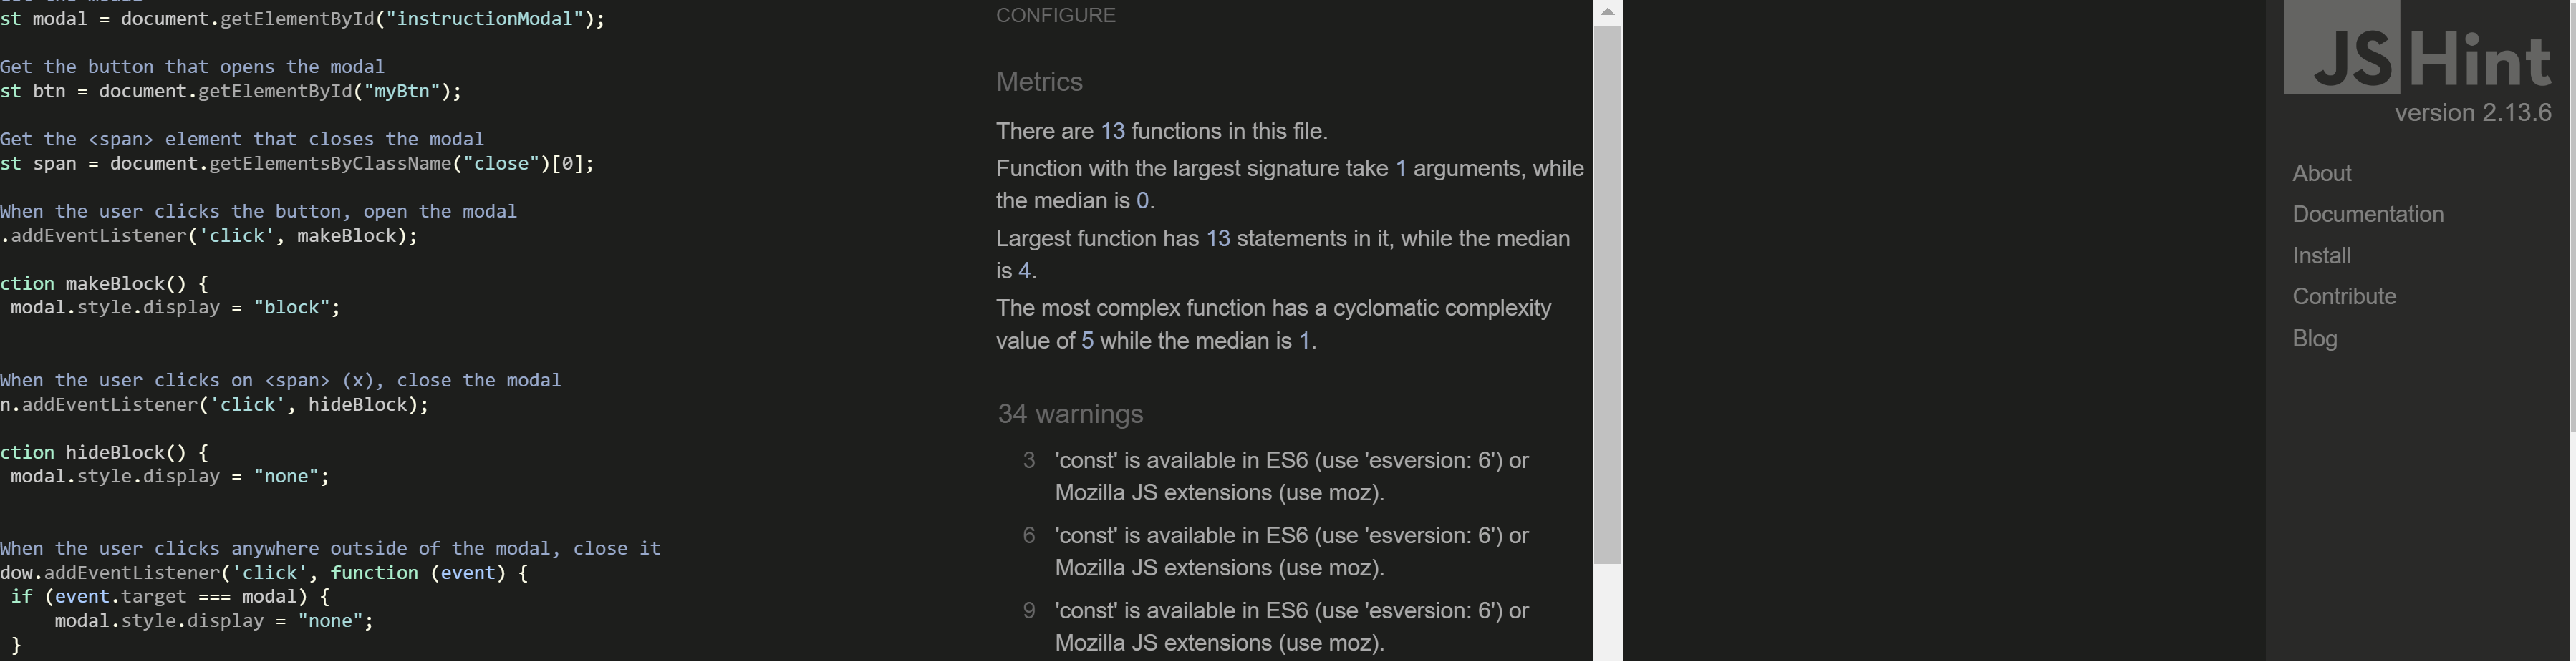 st modal = document.getElementById("instructionModal");
Get the button that opens the modal
st btn = document.getElementById("myBtn");
Get the <span> element that closes the modal
st span = document.getElementsByClassName("close")[0];
When the user clicks the button, open the modal
.addEventListener('click', makeBlock);
ction makeBlock() {
modal.style.display = "block";
When the user clicks on <span> (x), close the modal
n.addEventListener('click', hideBlock);
ction hideBlock() {
modal.style.display = "none";
When the user clicks anywhere outside of the modal, close it
dow.addEventListener('click', function (event) {
if (event.target === modal) {
modal.style.display = "none";
}
CONFIGURE
Metrics
There are 13 functions in this file.
Function with the largest signature take 1 arguments, while
the median is 0.
Largest function has 13 statements in it, while the median
is 4.
The most complex function has a cyclomatic complexity
value of 5 while the median is 1.
34 warnings
3 'const' is available in ES6 (use 'esversion: 6') or
Mozilla JS extensions (use moz).
6 'const' is available in ES6 (use 'esversion: 6') or
Mozilla JS extensions (use moz).
9 'const' is available in ES6 (use 'esversion: 6') or
Mozilla JS extensions (use moz).
JSHint
version 2.13.6
About
Documentation
Install
Contribute
Blog